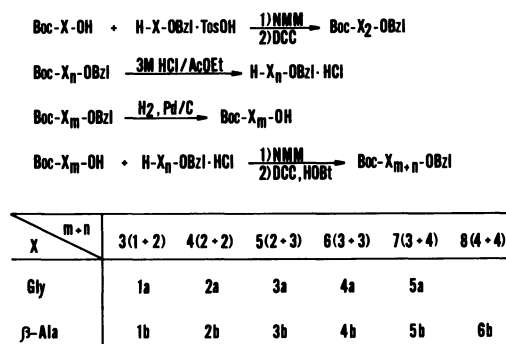 Boc-X-OH + H-X-OBzl·TosOH 1)NMM 2)DCC Boc-X2-OBzl
Boc-Xn-OBzl 3M HCl/AcOEt H-Xn-OBzl·HCl
Boc-Xm-OBzl H2,Pd/C Boc-Xm-OH
Boc-Xm-OH + H-Xn-OBzl·HCl 1)NMM 2)DCC,HOBt Boc-Xm+n-OBzl
X m+n 3(1+2) 4(2+2) 5(2+3) 6(3+3) 7(3+4) 8(4+4)
Gly 1a 2a 3a 4a 5a
β-Ala 1b 2b 3b 4b 5b 6b